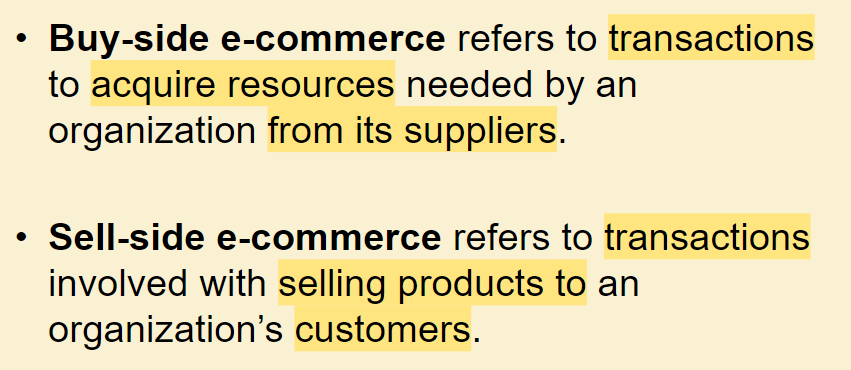 • Buy-side e-commerce refers to transactions
to acquire resources needed by an
organization from its suppliers.
• Sell-side e-commerce refers to transactions
involved with selling products to an
organization’s customers.